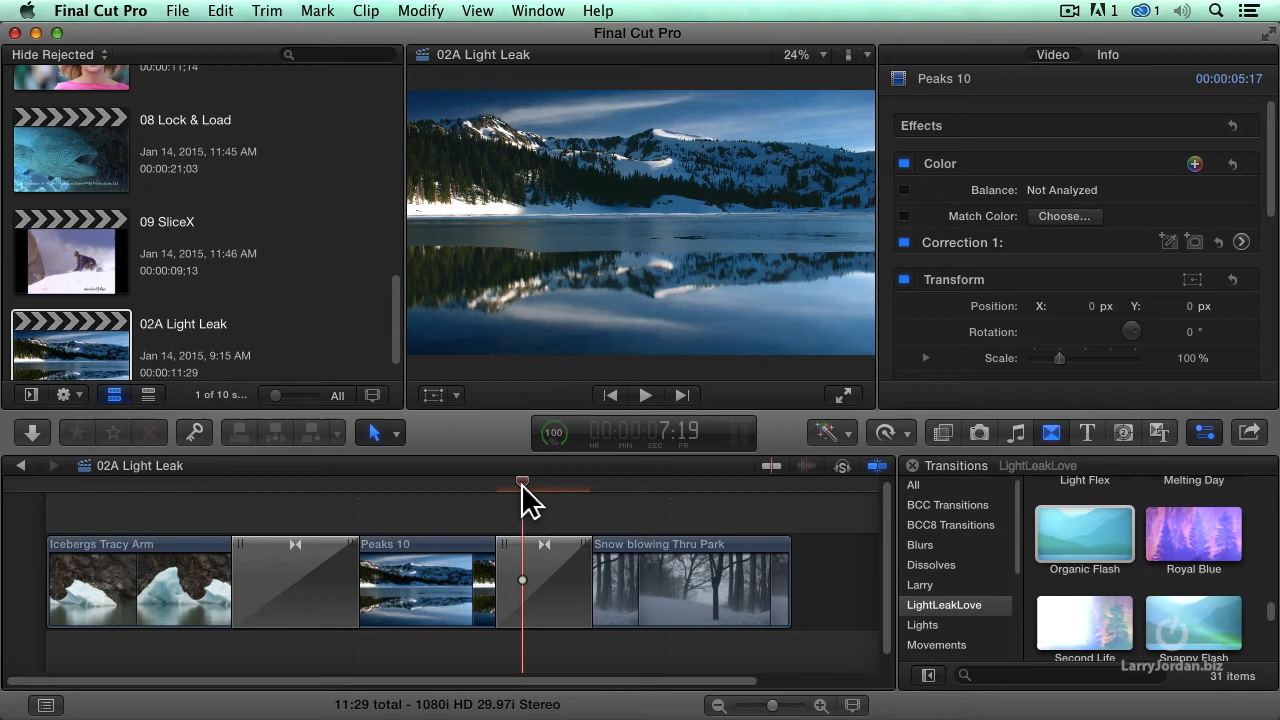 Final Cut Pro File Edit Trim Mark Clip Modify View Window Help 1 1
Final Cut Pro
Hide Rejected
00:00:11;14
08 Lock & Load
Jan 14, 2015, 11:45 AM
00:00:21;03
09 SliceX
Jan 14, 2015, 11:46 AM
00:00:09;13
02A Light Leak
Jan 14, 2015, 9:15 AM
00:00:11:29
1 of 10 s... All
02A Light Leak 24%
Video Info
Peaks 10 00:00:05:17
Effects
Color
Balance: Not Analyzed
Match Color: Choose...
Correction 1:
Transform
Position: X: 0 px Y: 0 px
Rotation: 0 °
Scale: 100 %
100 % 00:00:07:19
HR MIN SEC FR
02A Light Leak
Icebergs Tracy Arm
Peaks 10
Snow blowing Thru Park
Transitions LightLeakLove
All
BCC Transitions
BCC8 Transitions
Blurs
Dissolves
Larry
LightLeakLove
Lights
Movements
Light Flex
Melting Day
Organic Flash
Royal Blue
Second Life
Snappy Flash
LarryJordan.biz
31 items
11:29 total - 1080i HD 29.97i Stereo